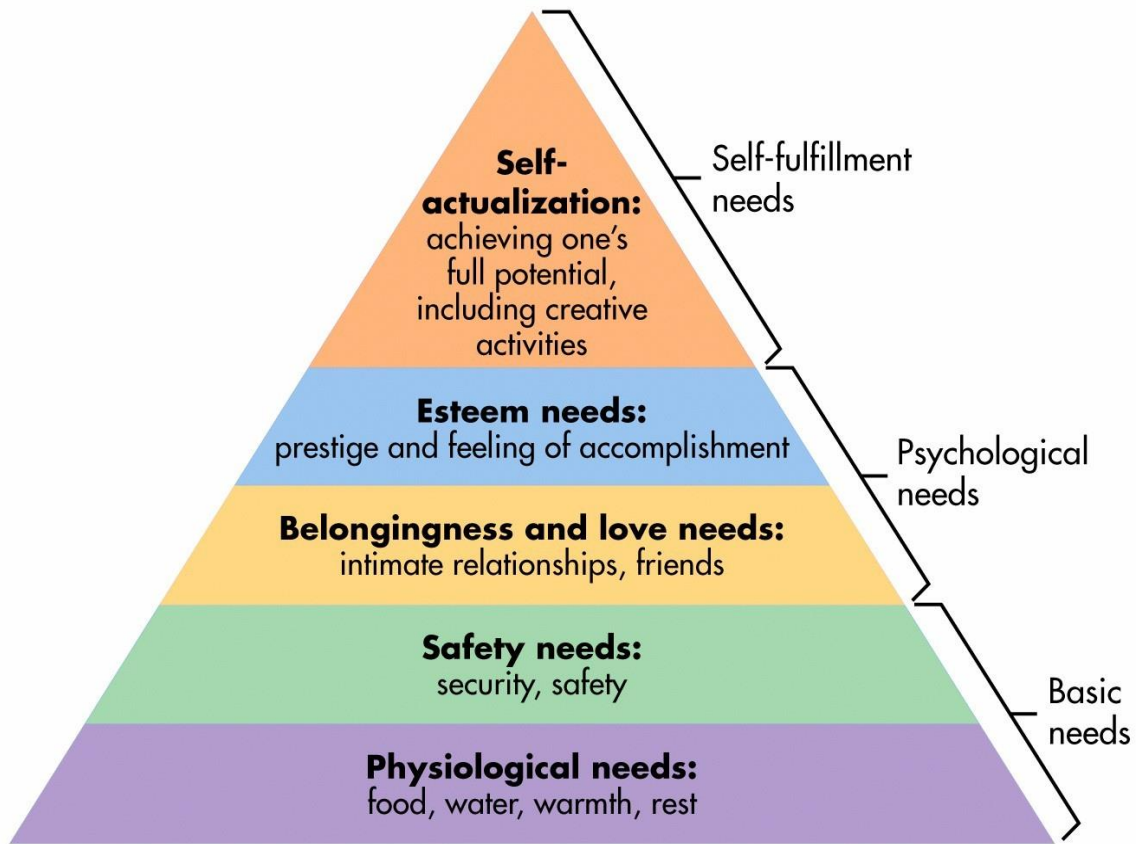 Self-
actualization:
achieving one’s
full potential,
including creative
activities
Self-fulfillment
needs
Esteem needs:
prestige and feeling of accomplishment
Belongingness and love needs:
intimate relationships, friends
Psychological
needs
Safety needs:
security, safety
Physiological needs:
food, water, warmth, rest
Basic
needs